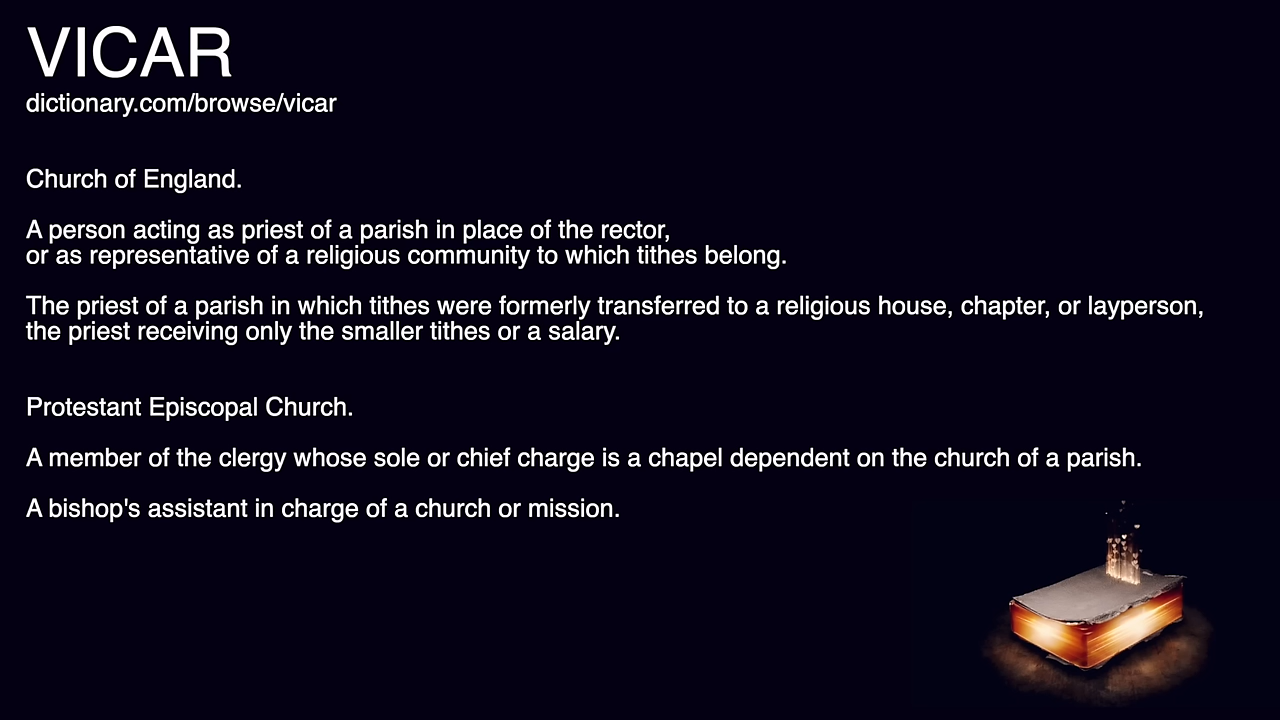 VICAR
dictionary.com/browse/vicar
Church of England.
A person acting as priest of a parish in place of the rector,
or as representative of a religious community to which tithes belong.
The priest of a parish in which tithes were formerly transferred to a religious house, chapter, or layperson,
the priest receiving only the smaller tithes or a salary.
Protestant Episcopal Church.
A member of the clergy whose sole or chief charge is a chapel dependent on the church of a parish.
A bishop's assistant in charge of a church or mission.